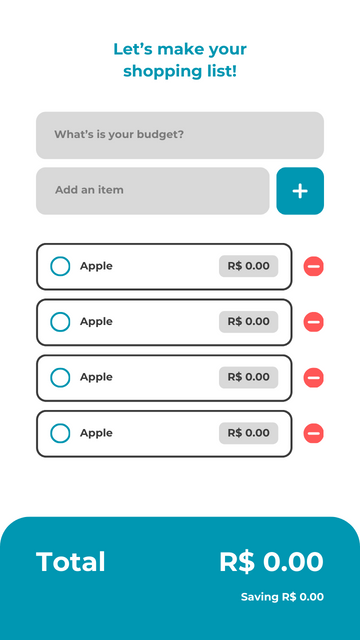 Let's make your
shopping list!
What's is your budget?
Add an item
+
Apple R$ 0.00
Apple R$ 0.00
Apple R$ 0.00
Apple R$ 0.00
Total R$ 0.00
Saving R$ 0.00